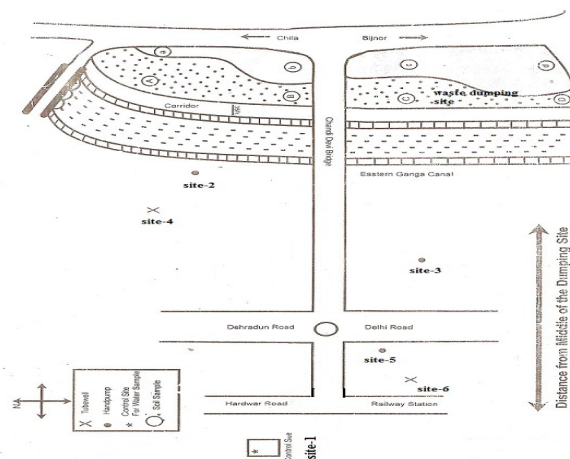 Chila
Bijnor
waste dumping
site
Corridor
Chandi Devi Bridge
Eastern Ganga Canal
site-2
site-4
site-3
Distance from Middle of the Dumping Site
Dehradun Road
Delhi Road
site-5
site-6
Hardwar Road
Railway Station
N
Tubewell
Handpump
Control Site
For Water Sample
Soil Sample
Control Site
site-1
A
B
C
D
a
b
c
d